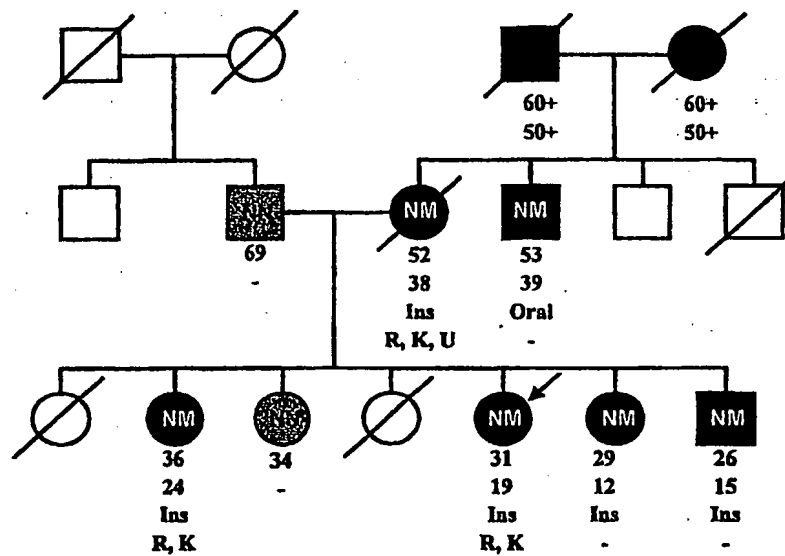 60+ 60+
50+ 50+
NM NM
69 52 53
- 38 39
Ins Oral
R, K, U -
NM NM NM NM
36 34 31 29 26
24 - 19 12 15
Ins Ins Ins Ins
R, K R, K - -